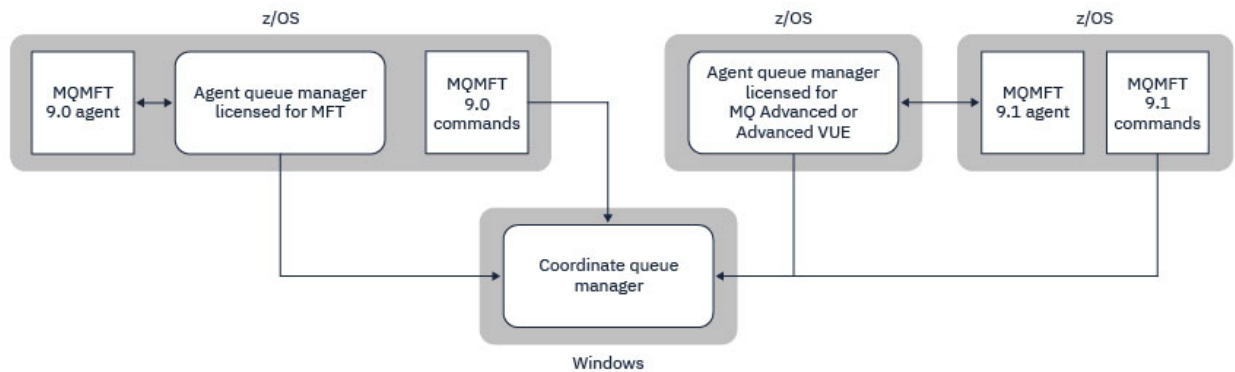 z/OS
z/OS
z/OS
MQMFT
9.0 agent
Agent queue manager
licensed for MFT
MQMFT
9.0
commands
Agent queue manager
licensed for
MQ Advanced or
Advanced VUE
MQMFT
9.1 agent
MQMFT
9.1
commands
Coordinate queue
manager
Windows